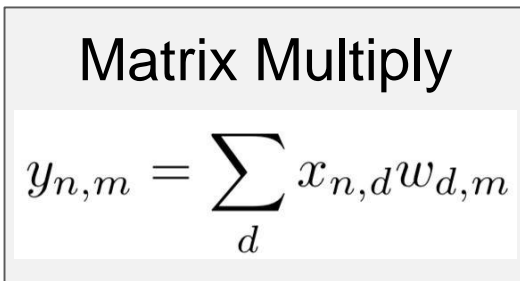 Matrix Multiply
y_{n,m} = \sum_{d} x_{n,d} w_{d,m}